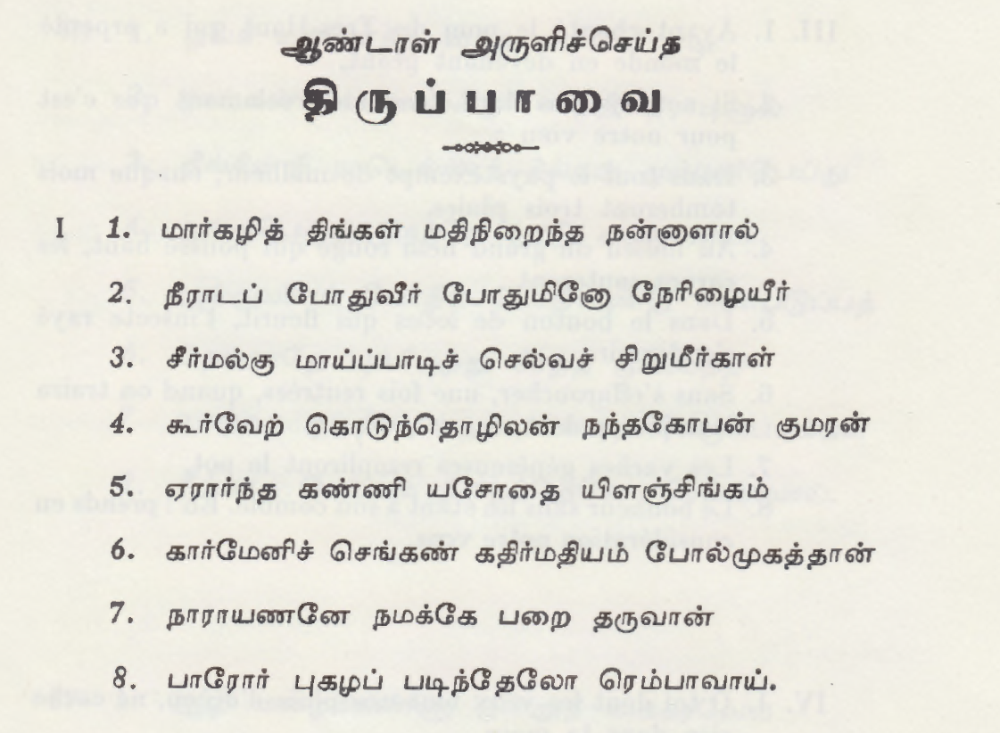 ஆண்டாள் அருளிச்செய்த
திருப்பாவை
I 1. மார்கழித் திங்கள் மதிநிறைந்த நன்னாளால்
2. நீராடப் போதுவீர் போதுமினோ நேரிழையீர்
3. சீர்மல்கு மாய்ப்பாடிச் செல்வச் சிறுமீர்காள்
4. கூர்வேற் கொடுந்தொழிலன் நந்தகோபன் குமரன்
5. ஏரார்ந்த கண்ணி யசோதை யிளஞ்சிங்கம்
6. கார்மேனிச் செங்கண் கதிர்மதியம் போல்முகத்தான்
7. நாராயணனே நமக்கே பறை தருவான்
8. பாரோர் புகழப் படிந்தேலோ ரெம்பாவாய்.